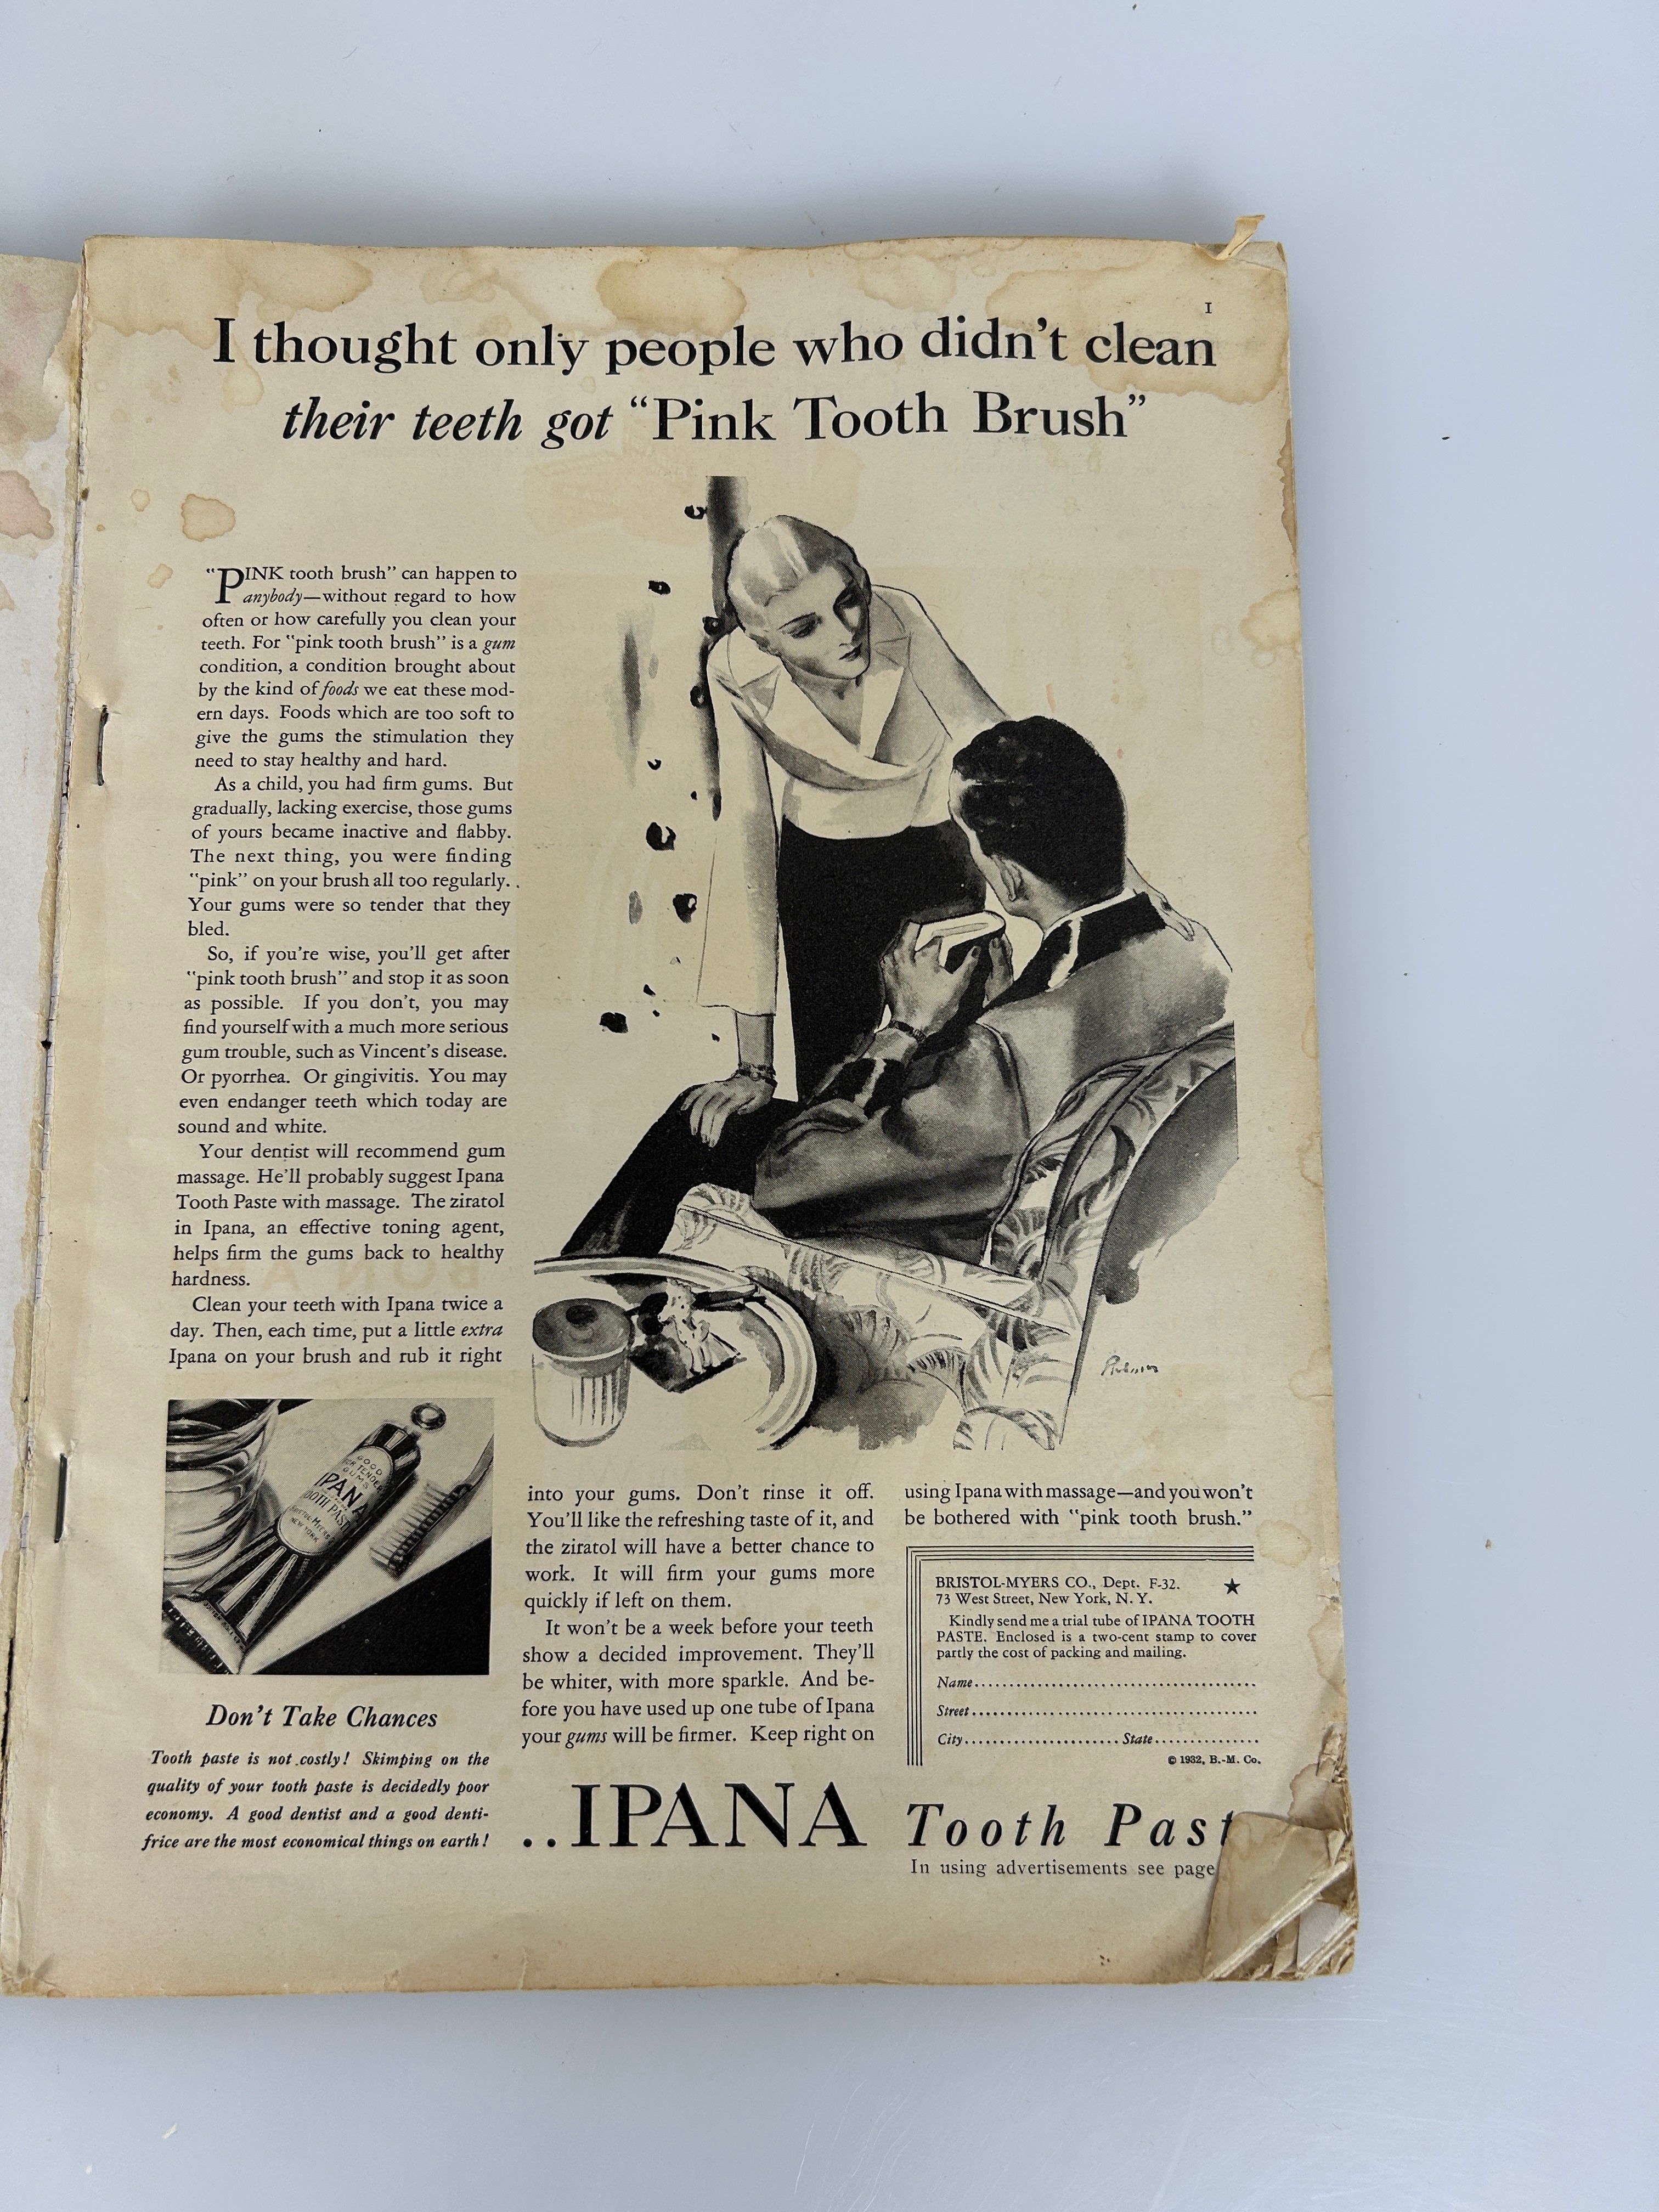 1
I thought only people who didn't clean
their teeth got “Pink Tooth Brush”
“PINK tooth brush” can happen to
anybody—without regard to how
often or how carefully you clean your
teeth. For “pink tooth brush” is a gum
condition, a condition brought about
by the kind of foods we eat these mod-
ern days. Foods which are too soft to
give the gums the stimulation they
need to stay healthy and hard.
As a child, you had firm gums. But
gradually, lacking exercise, those gums
of yours became inactive and flabby.
The next thing, you were finding
“pink” on your brush all too regularly.
Your gums were so tender that they
bled.
So, if you're wise, you'll get after
“pink tooth brush” and stop it as soon
as possible. If you don't, you may
find yourself with a much more serious
gum trouble, such as Vincent's disease.
Or pyorrhea. Or gingivitis. You may
even endanger teeth which today are
sound and white.
Your dentist will recommend gum
massage. He'll probably suggest Ipana
Tooth Paste with massage. The ziratol
in Ipana, an effective toning agent,
helps firm the gums back to healthy
hardness.
Clean your teeth with Ipana twice a
day. Then, each time, put a little extra
Ipana on your brush and rub it right
GOOD
FOR TENDER
GUMS
IPANA
TOOTH PASTE
BRISTOL-MYERS
NEW YORK
Don't Take Chances
Tooth paste is not costly! Skimping on the
quality of your tooth paste is decidedly poor
economy. A good dentist and a good denti-
frice are the most economical things on earth!
into your gums. Don't rinse it off.
You'll like the refreshing taste of it, and
the ziratol will have a better chance to
work. It will firm your gums more
quickly if left on them.
It won't be a week before your teeth
show a decided improvement. They'll
be whiter, with more sparkle. And be-
fore you have used up one tube of Ipana
your gums will be firmer. Keep right on
using Ipana with massage—and you won't
be bothered with “pink tooth brush.”
BRISTOL-MYERS CO., Dept. F-32. ★
73 West Street, New York, N. Y.
Kindly send me a trial tube of IPANA TOOTH
PASTE. Enclosed is a two-cent stamp to cover
partly the cost of packing and mailing.
Name
Street
City State
© 1932, B.-M. Co.
..IPANA Tooth Past
In using advertisements see page